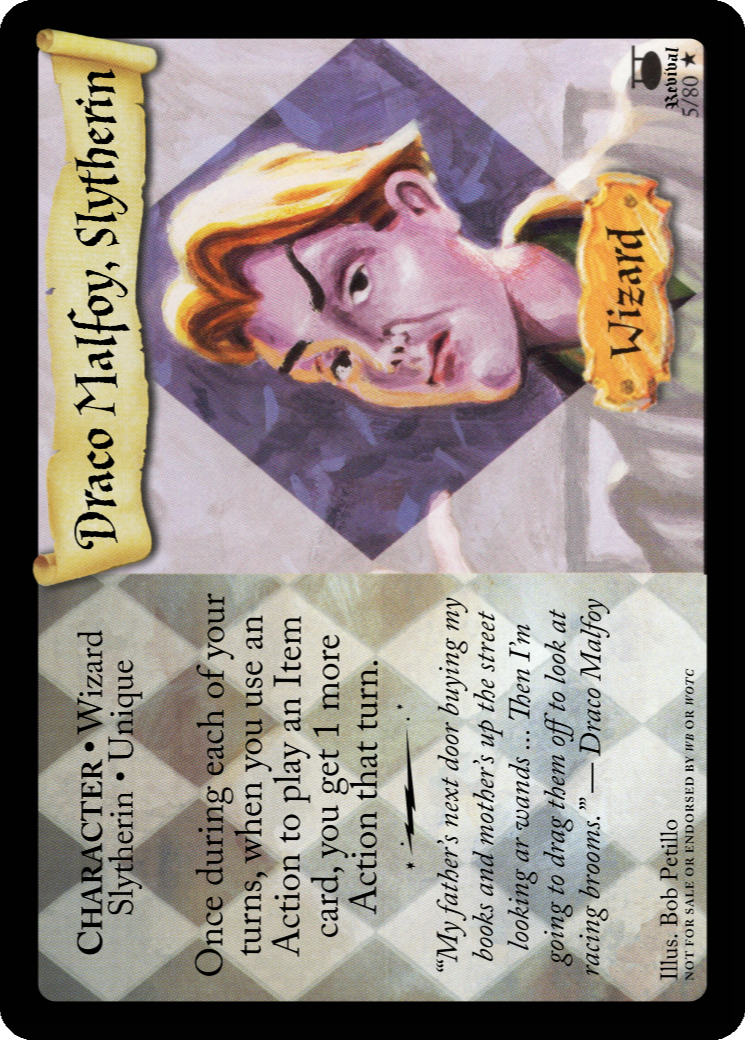 Draco Malfoy, Slytherin
CHARACTER • Wizard
Slytherin • Unique
Once during each of your
turns, when you use an
Action to play an Item
card, you get 1 more
Action that turn.
“‘My father’s next door buying my
books and mother’s up the street
looking ar wands ... Then I’m
going to drag them off to look at
racing brooms.’” — Draco Malfoy
Illus. Bob Petillo
NOT FOR SALE OR ENDORSED BY WB OR WOTC
Wizard
Revival
5/80 ★